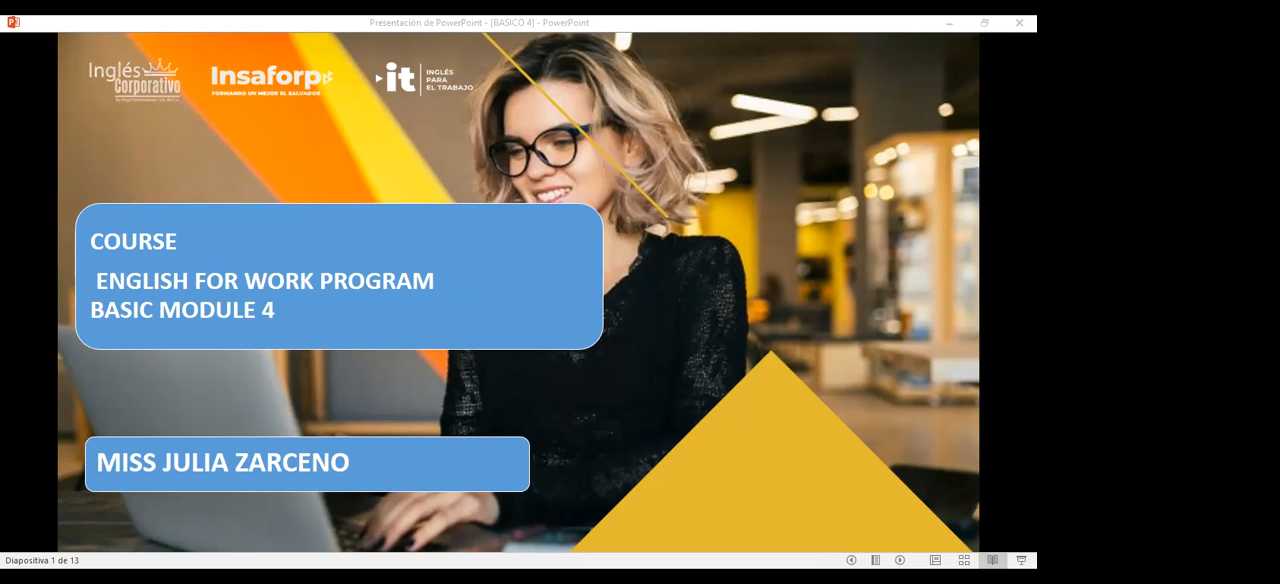 Presentación de PowerPoint - [BASICO 4] - PowerPoint
Inglés
Corporativo
Insaforp
FORMANDO UN MEJOR EL SALVADOR
it
INGLÉS
PARA
EL TRABAJO
COURSE
ENGLISH FOR WORK PROGRAM
BASIC MODULE 4
MISS JULIA ZARCENO
Diapositiva 1 de 13